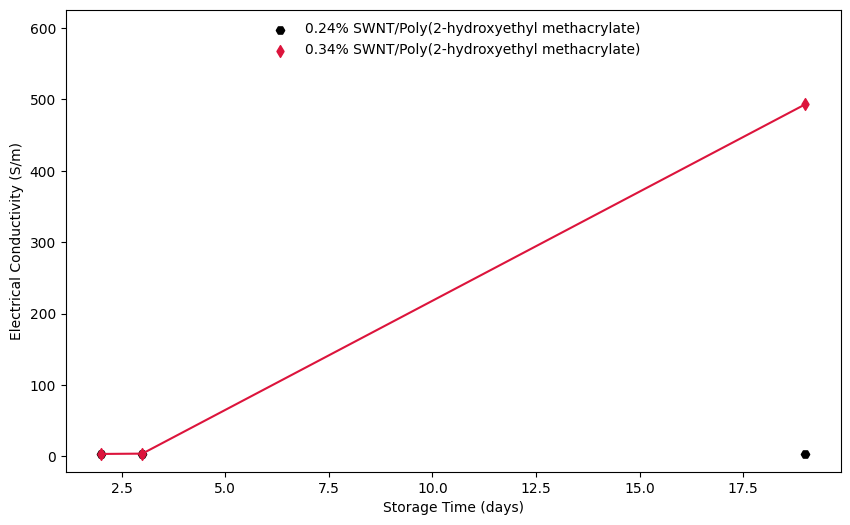 0.24% SWNT/Poly(2-hydroxyethyl methacrylate)
0.34% SWNT/Poly(2-hydroxyethyl methacrylate)
600
500
400
300
200
100
0
Electrical Conductivity (S/m)
2.5 5.0 7.5 10.0 12.5 15.0 17.5
Storage Time (days)